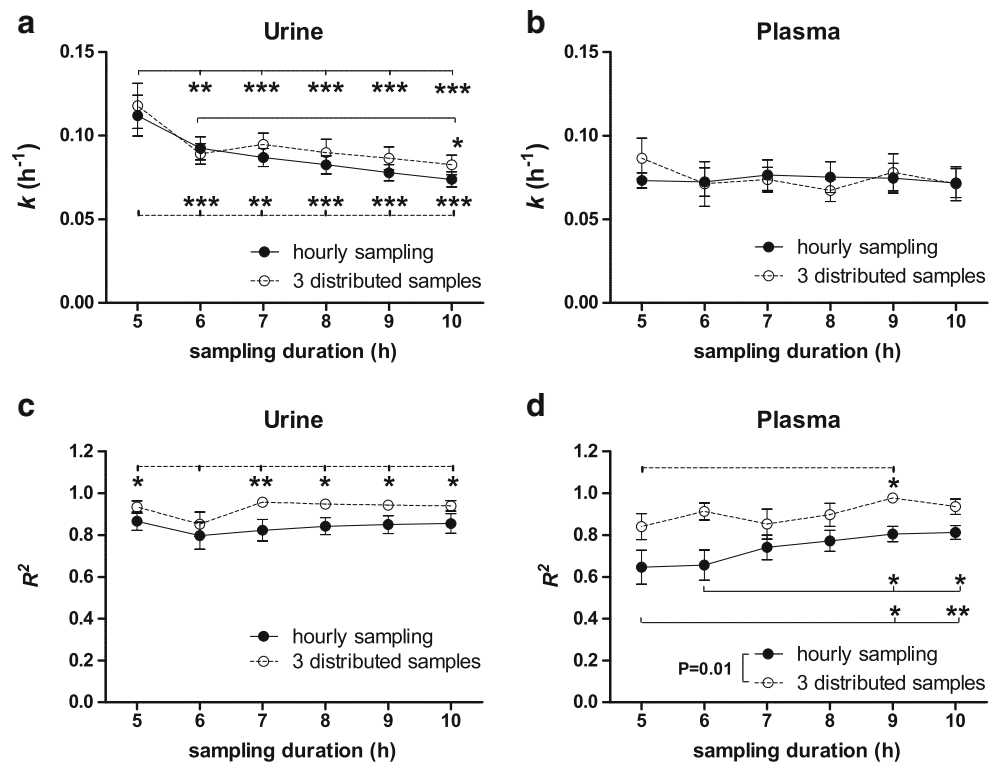 a
Urine
0.15
0.10
0.05
0.00
k (h-1)
** *** *** *** ***
*
*** ** *** *** ***
hourly sampling
3 distributed samples
5 6 7 8 9 10
sampling duration (h)
b
Plasma
0.15
0.10
0.05
0.00
k (h-1)
hourly sampling
3 distributed samples
5 6 7 8 9 10
sampling duration (h)
c
Urine
1.2
1.0
0.8
0.6
0.4
0.2
0.0
R2
* ** * * *
hourly sampling
3 distributed samples
5 6 7 8 9 10
sampling duration (h)
d
Plasma
1.2
1.0
0.8
0.6
0.4
0.2
0.0
R2
*
* *
* **
P=0.01
hourly sampling
3 distributed samples
5 6 7 8 9 10
sampling duration (h)